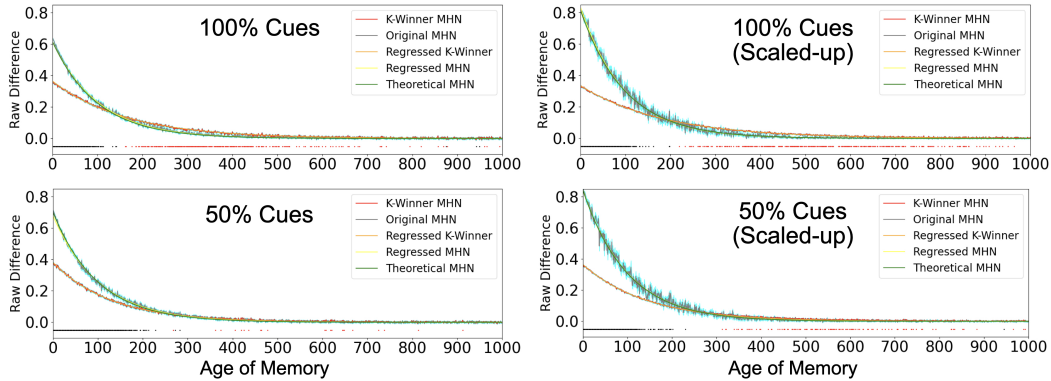 100% Cues
K-Winner MHN
Original MHN
Regressed K-Winner
Regressed MHN
Theoretical MHN
Raw Difference
0.8
0.6
0.4
0.2
0.0
0 100 200 300 400 500 600 700 800 900 1000
100% Cues
(Scaled-up)
K-Winner MHN
Original MHN
Regressed K-Winner
Regressed MHN
Theoretical MHN
Raw Difference
0.8
0.6
0.4
0.2
0.0
0 100 200 300 400 500 600 700 800 900 1000
50% Cues
K-Winner MHN
Original MHN
Regressed K-Winner
Regressed MHN
Theoretical MHN
Raw Difference
0.8
0.6
0.4
0.2
0.0
0 100 200 300 400 500 600 700 800 900 1000
Age of Memory
50% Cues
(Scaled-up)
K-Winner MHN
Original MHN
Regressed K-Winner
Regressed MHN
Theoretical MHN
Raw Difference
0.8
0.6
0.4
0.2
0.0
0 100 200 300 400 500 600 700 800 900 1000
Age of Memory